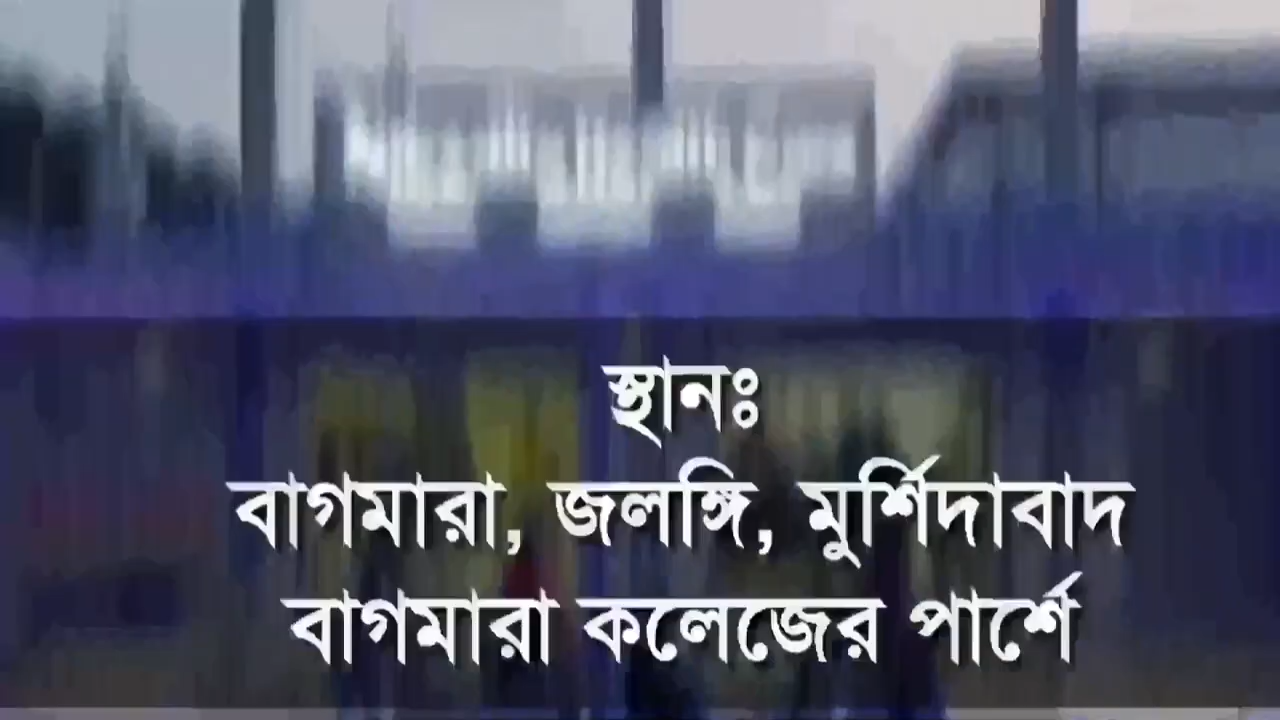 স্থানঃ
বাগমারা, জলঙ্গি, মুর্শিদাবাদ
বাগমারা কলেজের পার্শে